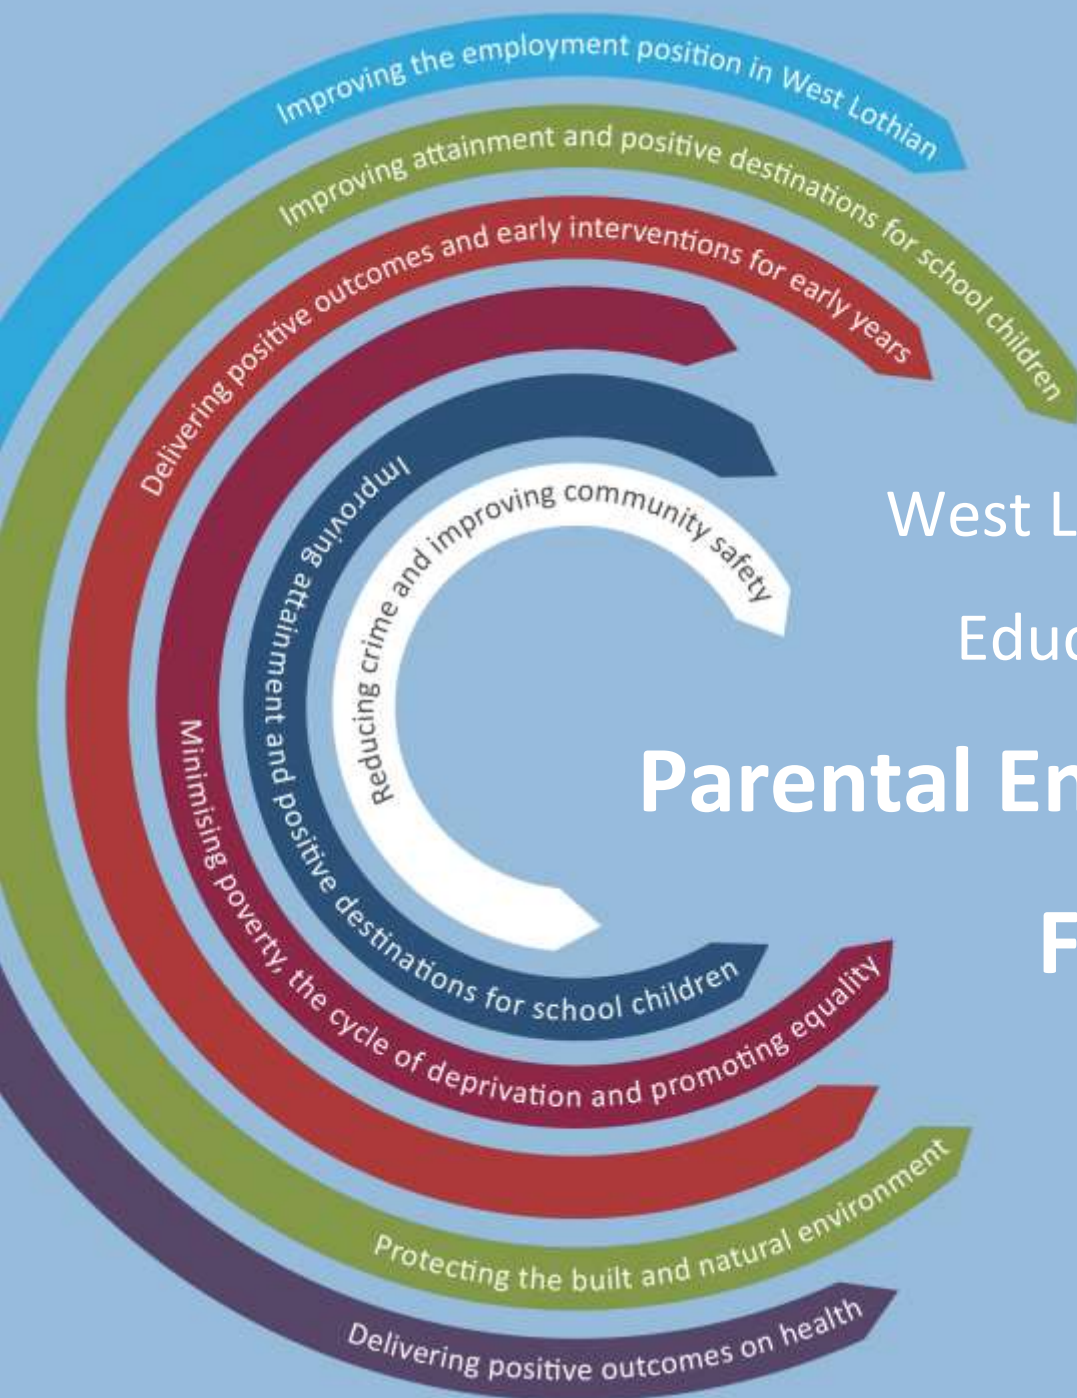 Improving the employment position in West Lothian
Improving attainment and positive destinations for school children
Delivering positive outcomes and early interventions for early years
Improving attainment and positive destinations for school children
Reducing crime and improving community safety
Minimising poverty, the cycle of deprivation and promoting equality
Protecting the built and natural environment
Delivering positive outcomes on health
West L
Educ
Parental En
F